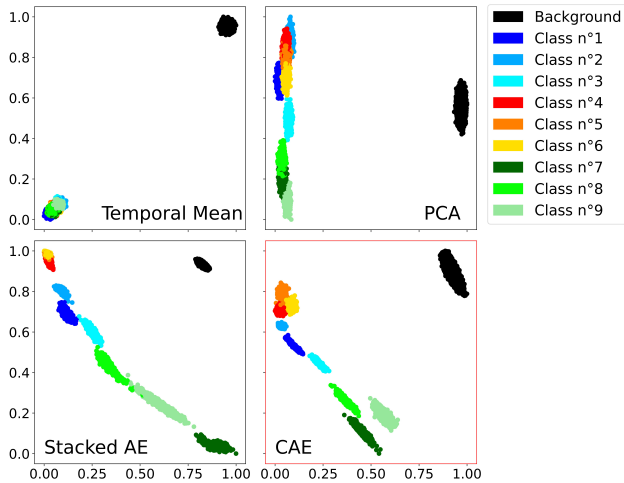 1.0
0.8
0.6
0.4
0.2
0.0
Temporal Mean
PCA
Background
Class n°1
Class n°2
Class n°3
Class n°4
Class n°5
Class n°6
Class n°7
Class n°8
Class n°9
1.0
0.8
0.6
0.4
0.2
0.0
Stacked AE
CAE
0.00 0.25 0.50 0.75 1.00
0.00 0.25 0.50 0.75 1.00